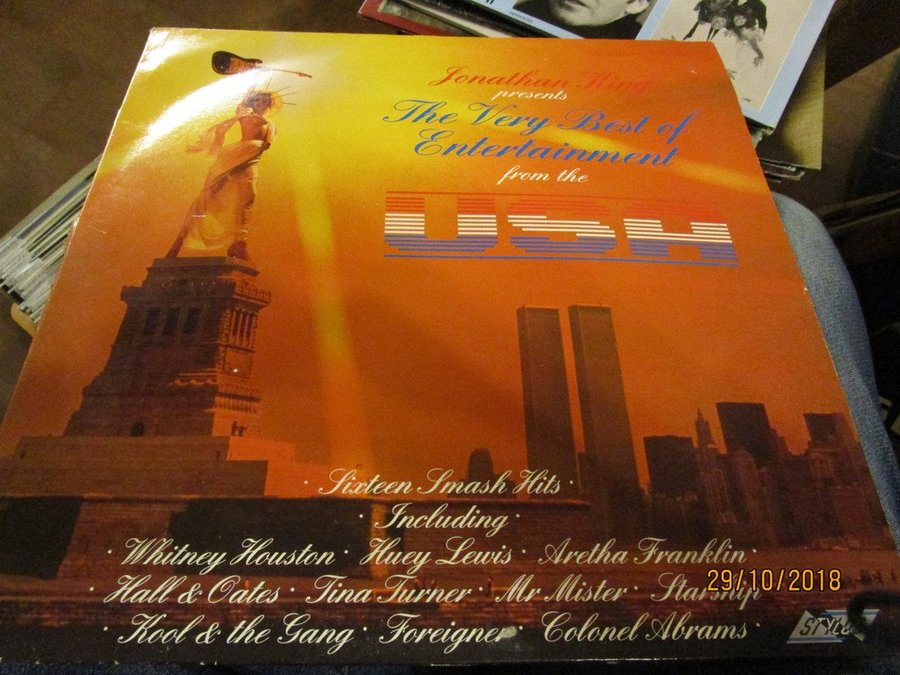 Jonathan King
presents
The Very Best of
Entertainment
from the
USA
· Sixteen Smash Hits ·
· Including ·
· Whitney Houston · Huey Lewis · Aretha Franklin ·
· Hall & Oates · Tina Turner · Mr Mister · Starship
29/10/2018
· Kool & the Gang · Foreigner · Colonel Abrams ·